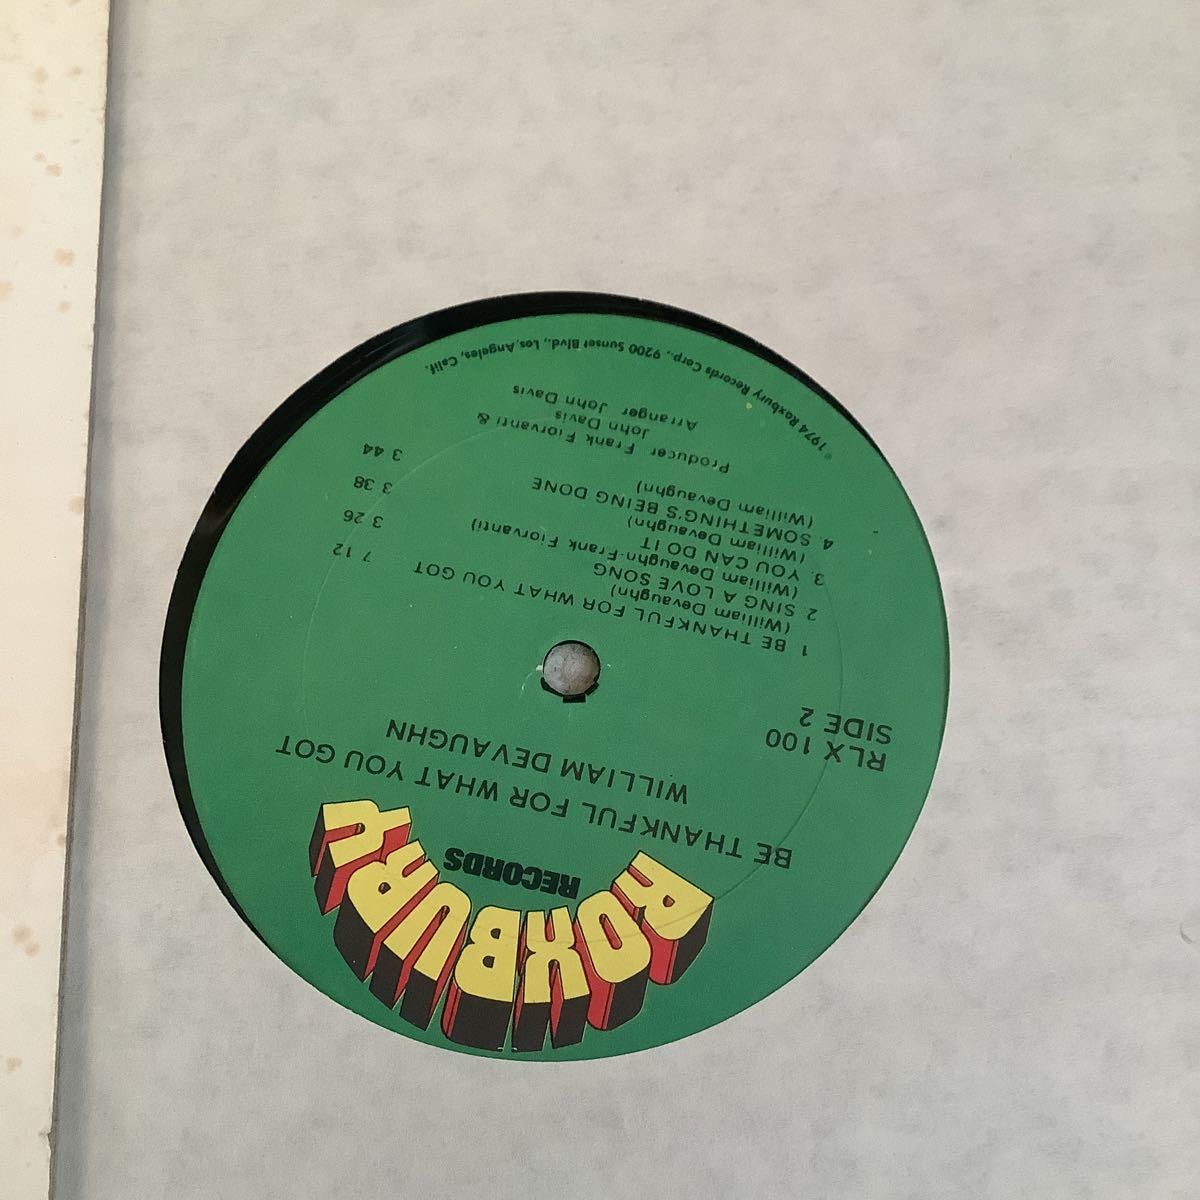 ROXBURY
RECORDS
BE THANKFUL FOR WHAT YOU GOT
WILLIAM DEVAUGHN
RLX 100
SIDE 2
1 BE THANKFUL FOR WHAT YOU GOT 7 12
(William Devaughn)
2 SING A LOVE SONG 3 26
(William Devaughn-Frank Fiorvanti)
3. YOU CAN DO IT 3 38
(William Devaughn)
4. SOMETHING'S BEING DONE 3 44
(William Devaughn)
Producer Frank Fiorvanti &
John Davis
Arranger John Davis
℗ 1974 Roxbury Records Corp., 9200 Sunset Blvd., Los Angeles, Calif.